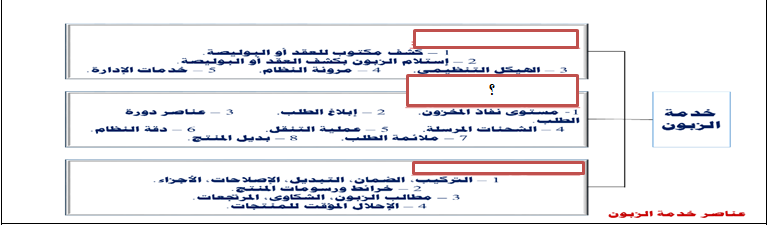 1 – كشف مكتوب للعقد أو البوليصة.
2 – إستلام الزبون بكشف العقد أو البوليصة.
3 – الهيكل التنظيمي. 4 – مرونة النظام. 5 – خدمات الإدارة.
؟
1- مستوى نفاذ المخزون. 2 – إبلاغ الطلب. 3 – عناصر دورة
الطلب.
4 – الشحنات المرسلة. 5 – عملية التنقل. 6 – دقة النظام.
7 – ملائمة الطلب. 8 – بديل المنتج.
خدمة
الزبون
1 – التركيب، الضمان، التبديل، الإصلاحات، الأجزاء.
2 – خرائط ورسومات المنتج.
3 – مطالب الزبون، الشكاوى، المرتجعات.
4 – الإحلال المؤقت للمنتجات.
عناصر خدمة الزبون